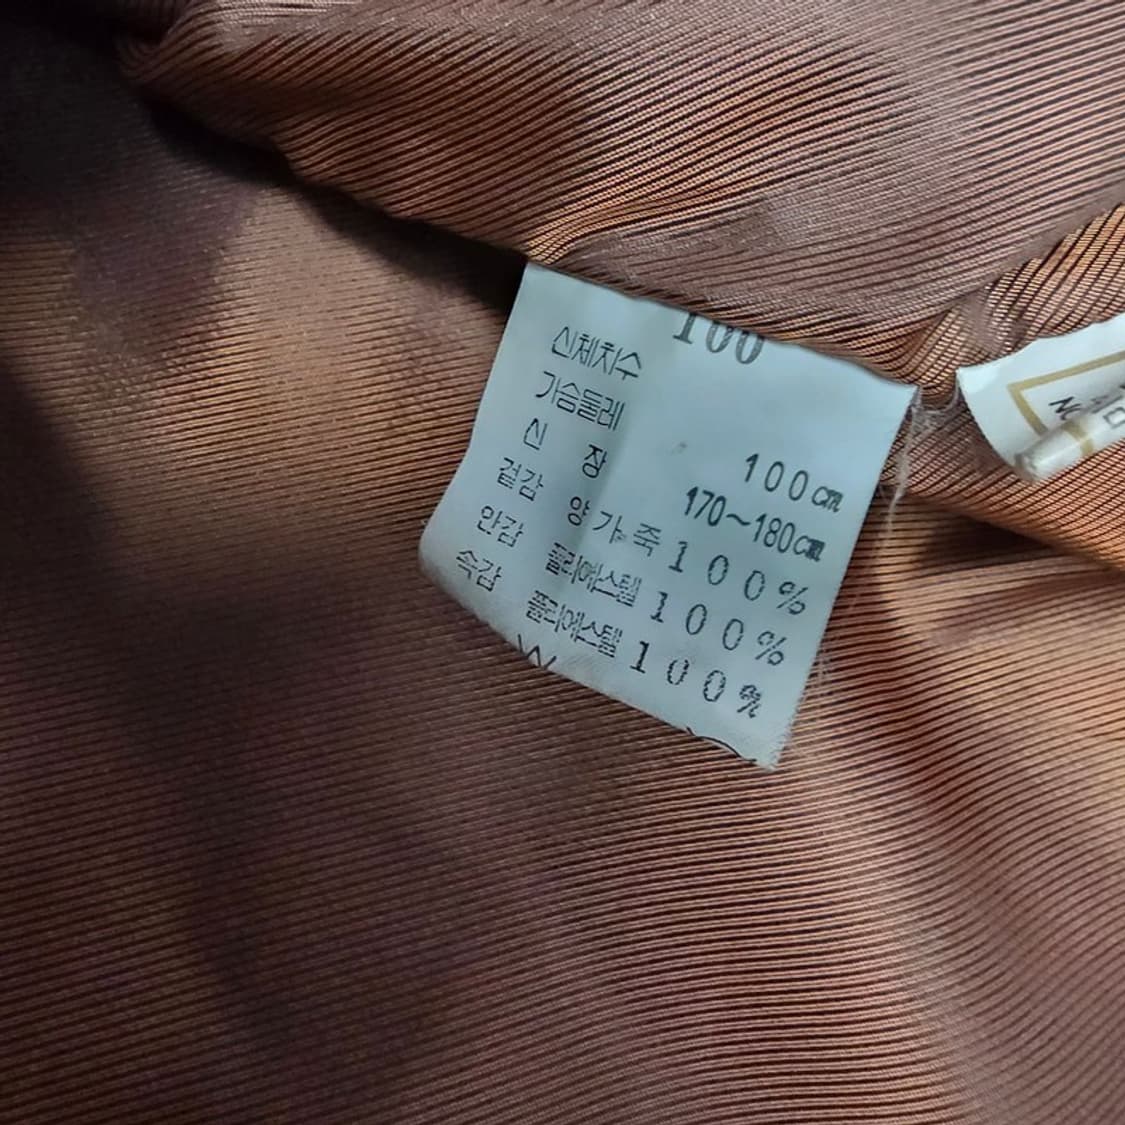 100
신체치수
가슴둘레 100㎝
신 장 170~180㎝
겉감 양가죽 100%
안감 폴리에스텔 100%
속감 폴리에스텔 100%